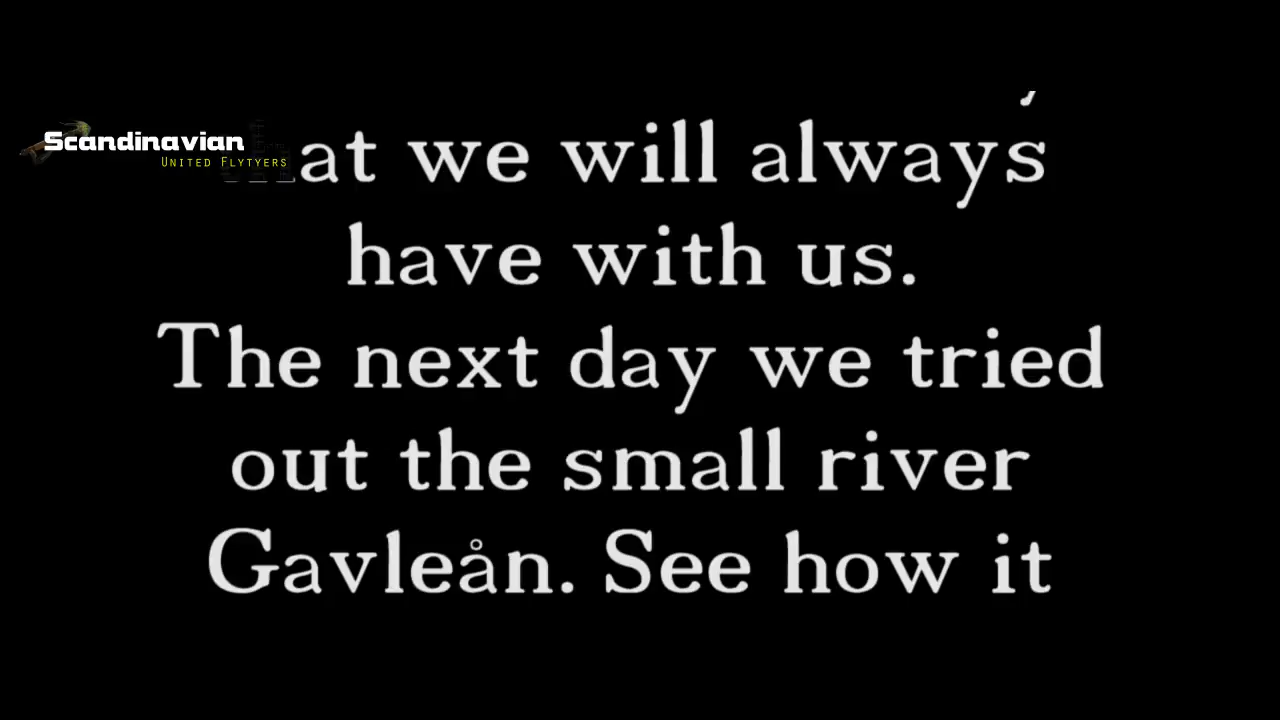 Scandinavian
UNITED FLYTYERS
that we will always
have with us.
The next day we tried
out the small river
Gavleån. See how it